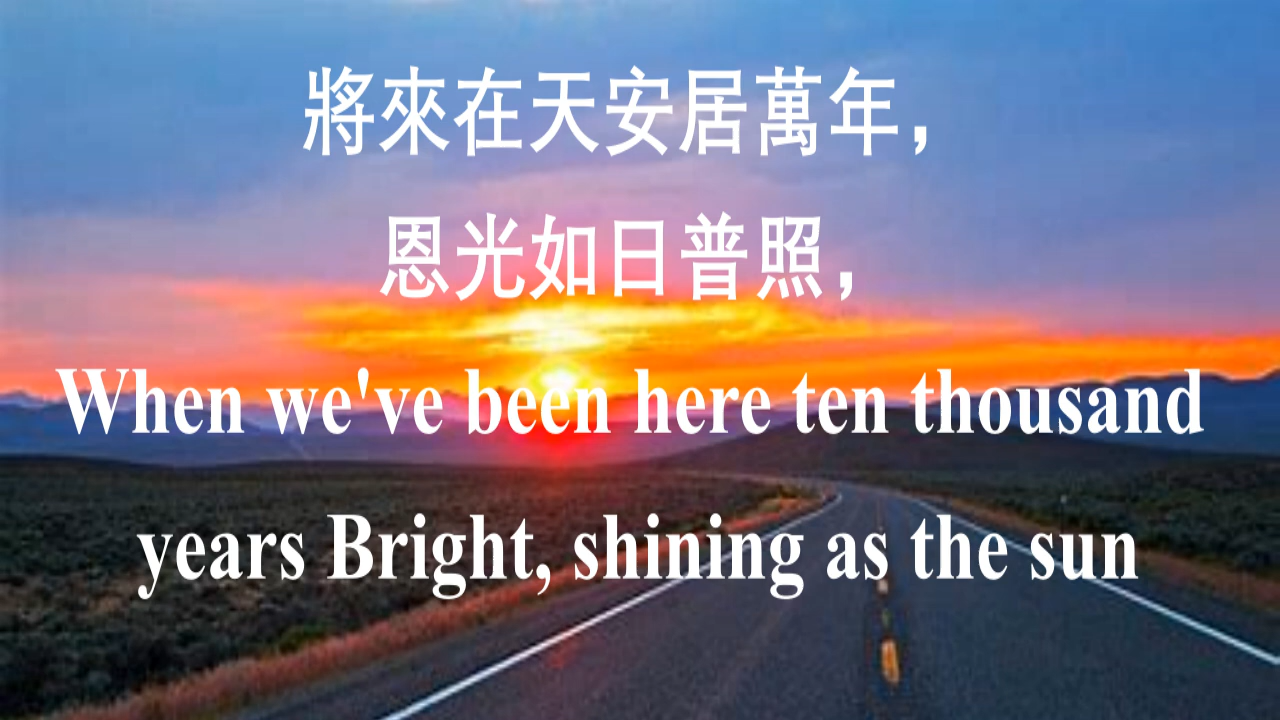 將來在天安居萬年，
恩光如日普照，
When we've been here ten thousand
years Bright, shining as the sun